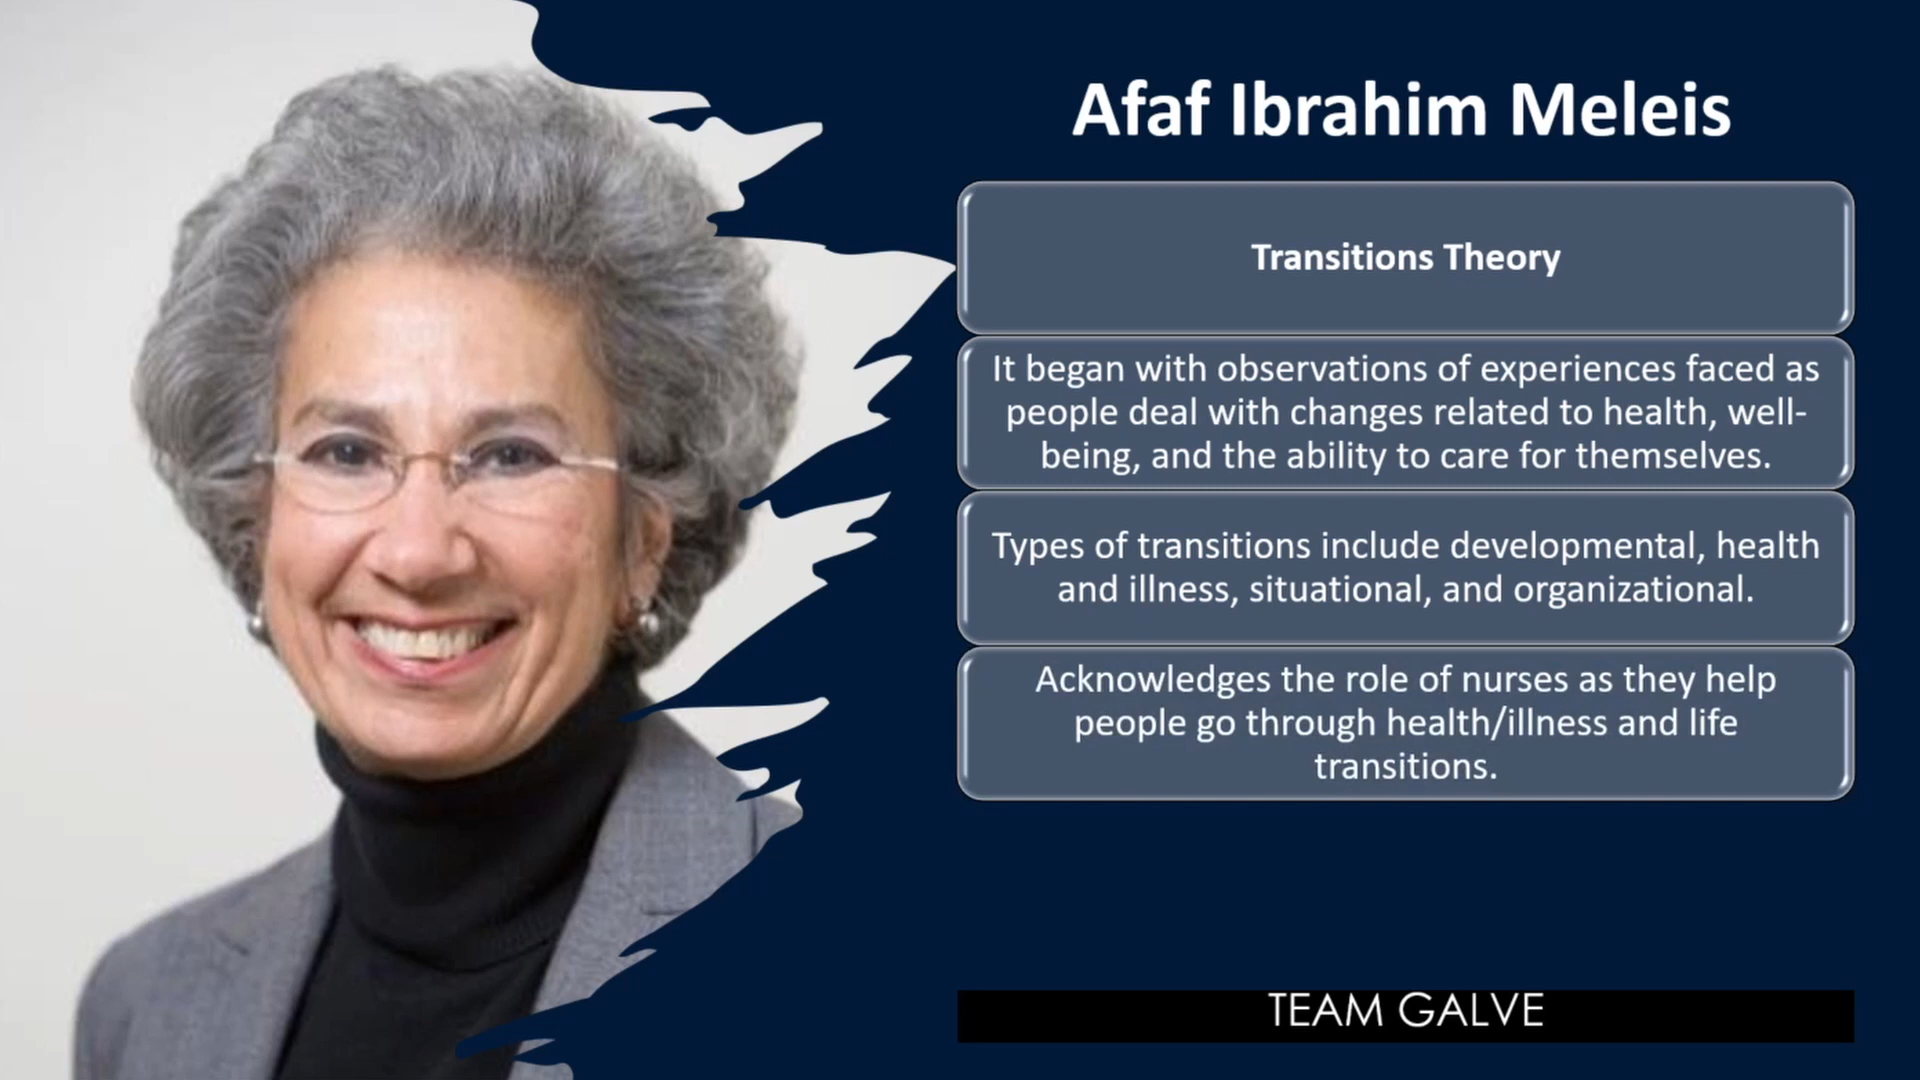 Afaf Ibrahim Meleis
Transitions Theory
It began with observations of experiences faced as
people deal with changes related to health, well-
being, and the ability to care for themselves.
Types of transitions include developmental, health
and illness, situational, and organizational.
Acknowledges the role of nurses as they help
people go through health/illness and life
transitions.
TEAM GALVE